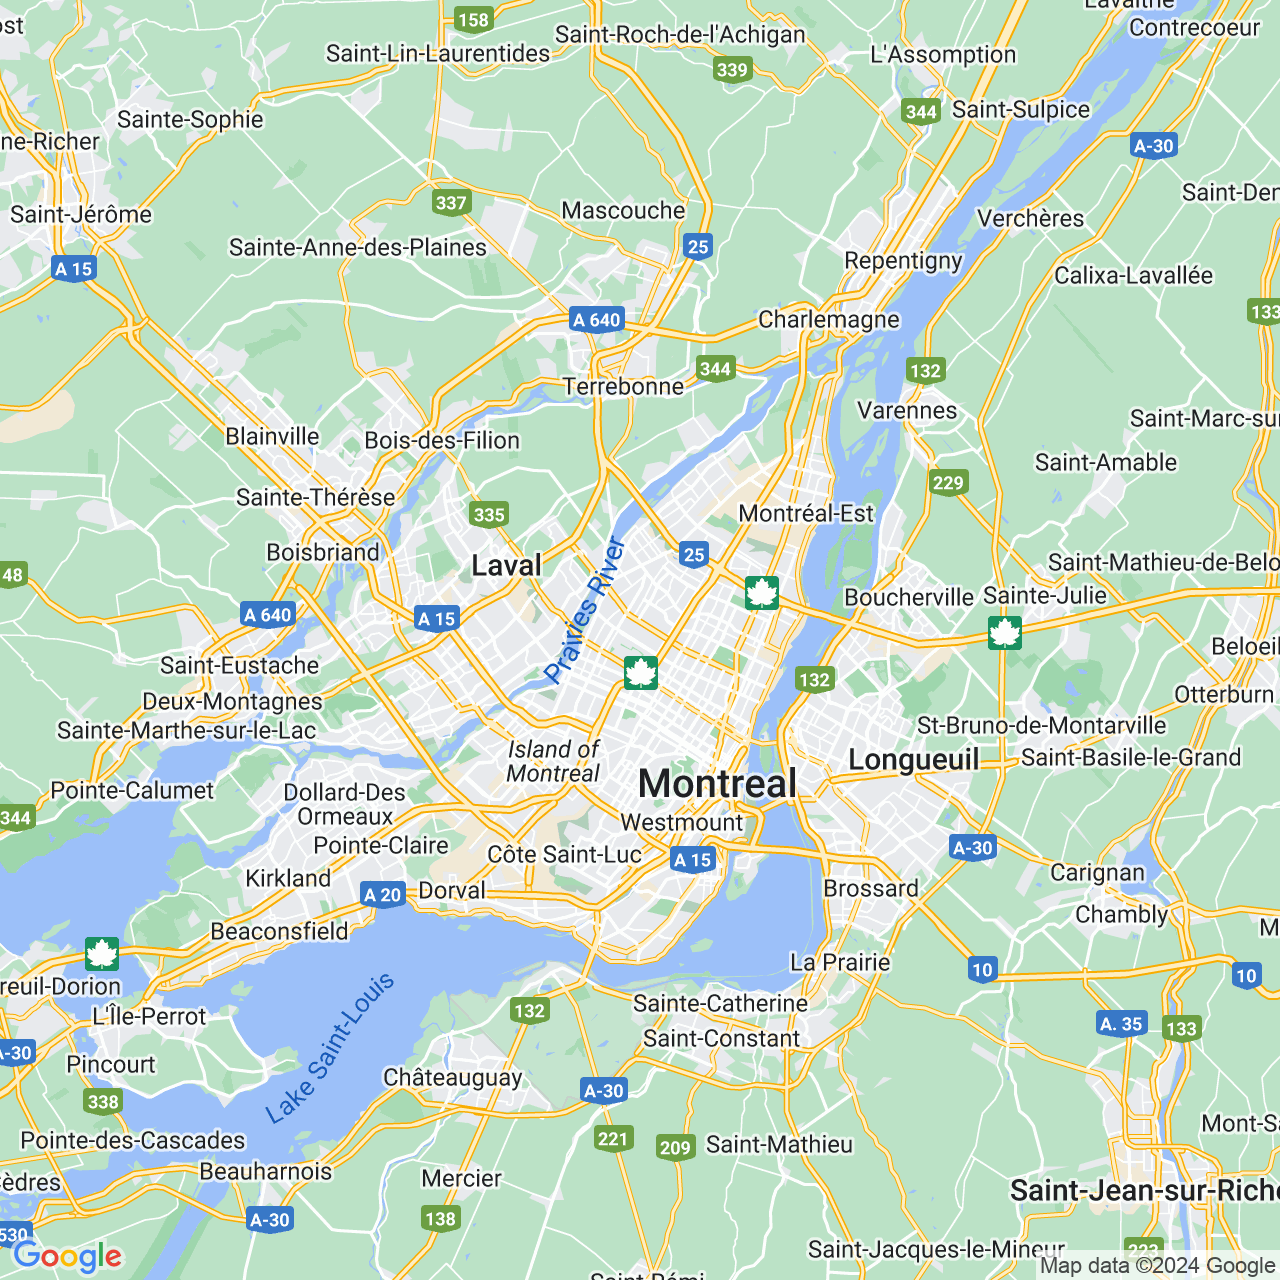 Lavaltrie
ost
158
Contrecoeur
Saint-Roch-de-l'Achigan
Saint-Lin-Laurentides
L'Assomption
339
344
Saint-Sulpice
Sainte-Sophie
ne-Richer
A-30
Saint-Den
337
Mascouche
Saint-Jérôme
Verchères
Sainte-Anne-des-Plaines
25
Repentigny
A 15
Calixa-Lavallée
133
A 640
Charlemagne
344
132
Terrebonne
Varennes
Saint-Marc-sur
Blainville
Bois-des-Filion
Saint-Amable
229
Sainte-Thérèse
335
Montréal-Est
Boisbriand
25
Laval
Saint-Mathieu-de-Belo
48
Prairies River
Boucherville
Sainte-Julie
A 640
A 15
Beloeil
Saint-Eustache
132
Otterburn
Deux-Montagnes
Sainte-Marthe-sur-le-Lac
St-Bruno-de-Montarville
Island of
Montreal
Longueuil
Saint-Basile-le-Grand
Montreal
Pointe-Calumet
Dollard-Des
Ormeaux
344
Westmount
Pointe-Claire
A-30
Côte Saint-Luc
A 15
Carignan
Kirkland
Dorval
A 20
Brossard
Chambly
Beaconsfield
M
La Prairie
10
10
reuil-Dorion
Lake Saint-Louis
Sainte-Catherine
L'Île-Perrot
132
A. 35
133
Saint-Constant
A-30
Pincourt
Châteauguay
A-30
338
Mont-Sa
Pointe-des-Cascades
221
209
Saint-Mathieu
Beauharnois
Mercier
Cèdres
Saint-Jean-sur-Riche
A-30
138
530
Saint-Jacques-le-Mineur
223
Google
Map data ©2024 Google
Saint-Rémi